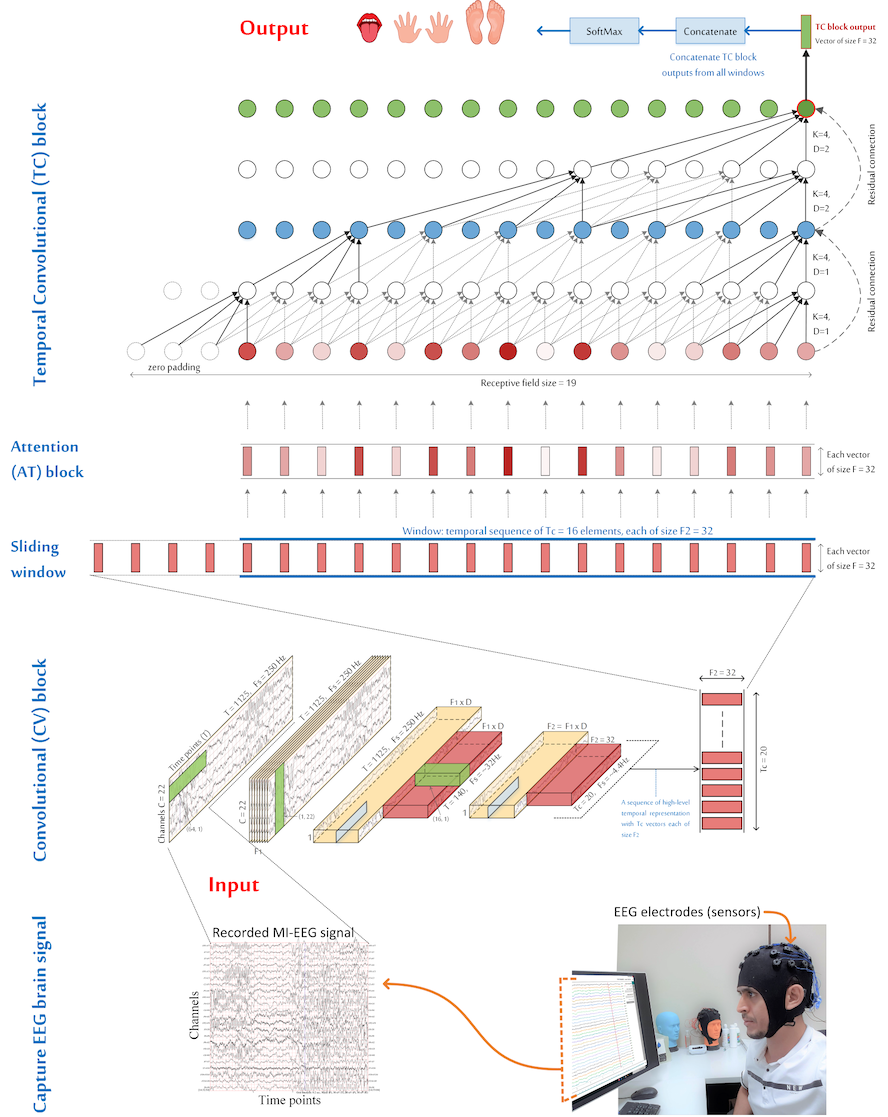 Output
SoftMax
Concatenate
TC block output
Vector of size F = 32
Concatenate TC block
outputs from all windows
Temporal Convolutional (TC) block
K=4,
D=2
Residual connection
K=4,
D=2
K=4,
D=1
Residual connection
K=4,
D=1
zero padding
Receptive field size = 19
Attention
(AT) block
Each vector
of size F = 32
Window: temporal sequence of Tc = 16 elements, each of size F2 = 32
Sliding
window
Each vector
of size F = 32
Convolutional (CV) block
Time points (T)
T = 1125, Fs = 250 Hz
Channels C = 22
(64, 1)
T = 1125, Fs = 250 Hz
C = 22
(1, 22)
F1
F1 x D
T = 1125, Fs = 250 Hz
1
F1 x D
T = 140, Fs = ~32Hz
(16, 1)
F2 = F1 x D
1
F2 = 32
Tc = 20, Fs = ~4.4Hz
A sequence of high-level
temporal representation
with Tc vectors each of
size F2
F2 = 32
Tc = 20
Input
Capture EEG brain signal
Recorded MI-EEG signal
Channels
Time points
EEG electrodes (sensors)
NEW